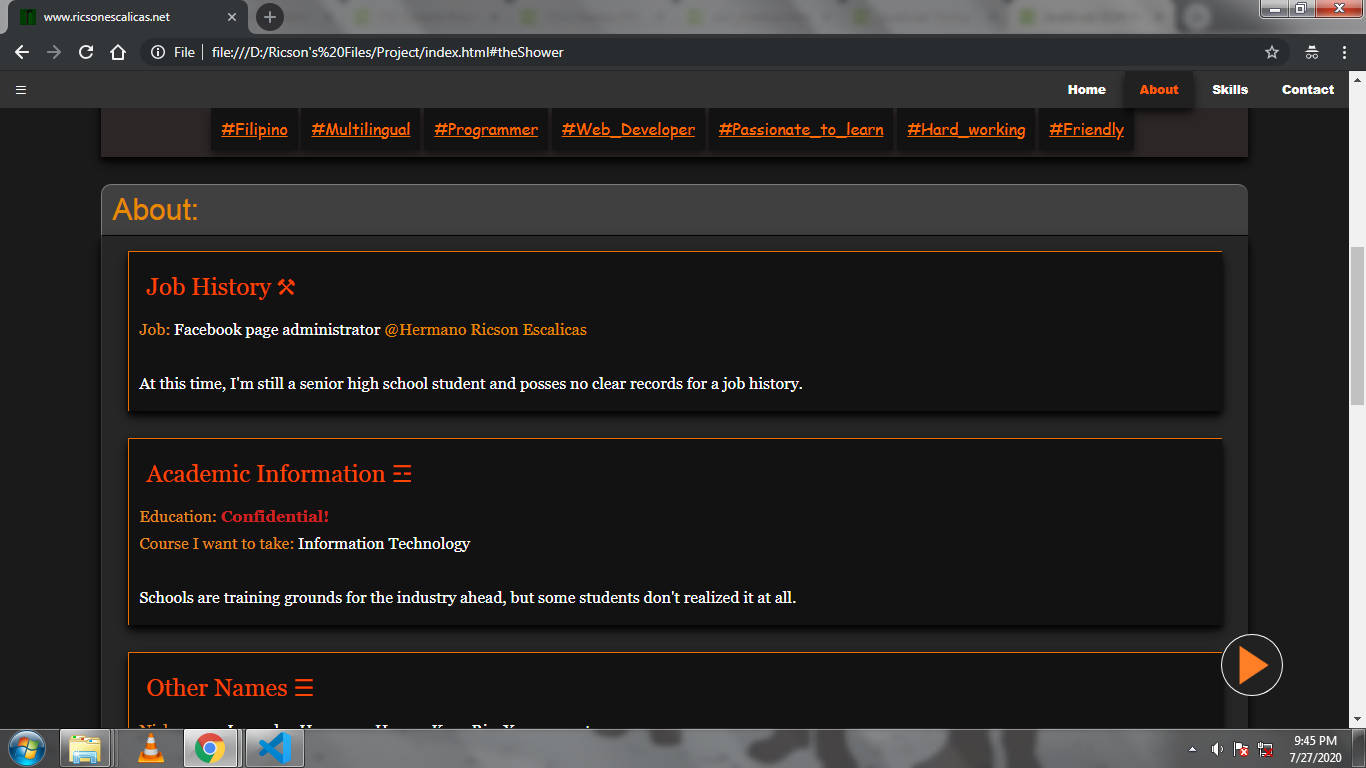 www.ricsonescalicas.net
File file:///D:/Ricson's%20Files/Project/index.html#theShower
Home About Skills Contact
#Filipino #Multilingual #Programmer #Web_Developer #Passionate_to_learn #Hard_working #Friendly
About:
Job History ⚒
Job: Facebook page administrator @Hermano Ricson Escalicas
At this time, I'm still a senior high school student and posses no clear records for a job history.
Academic Information ☲
Education: Confidential!
Course I want to take: Information Technology
Schools are training grounds for the industry ahead, but some students don't realized it at all.
Other Names ☰
9:45 PM
7/27/2020